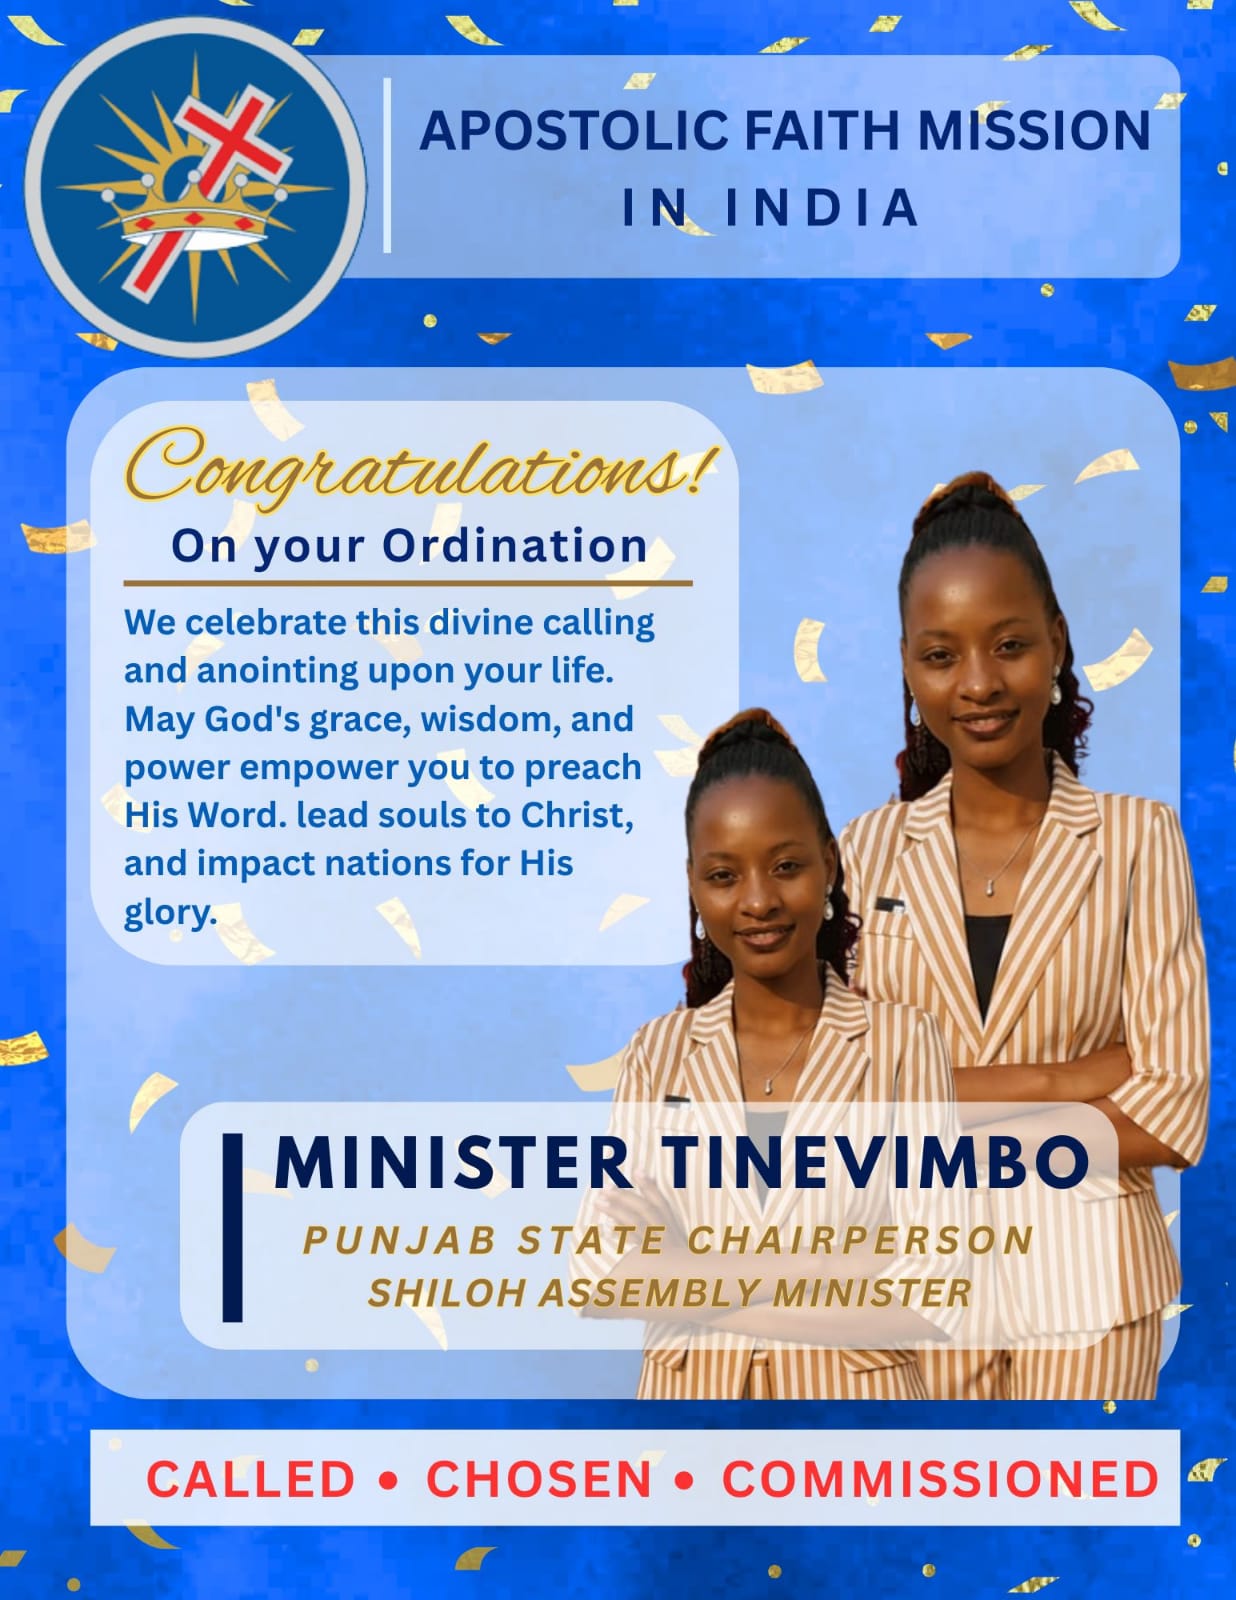 APOSTOLIC FAITH MISSION
IN INDIA
Congratulations!
On your Ordination
We celebrate this divine calling
and anointing upon your life.
May God's grace, wisdom, and
power empower you to preach
His Word. lead souls to Christ,
and impact nations for His
glory.
MINISTER TINEVIMBO
PUNJAB STATE CHAIRPERSON
SHILOH ASSEMBLY MINISTER
CALLED • CHOSEN • COMMISSIONED